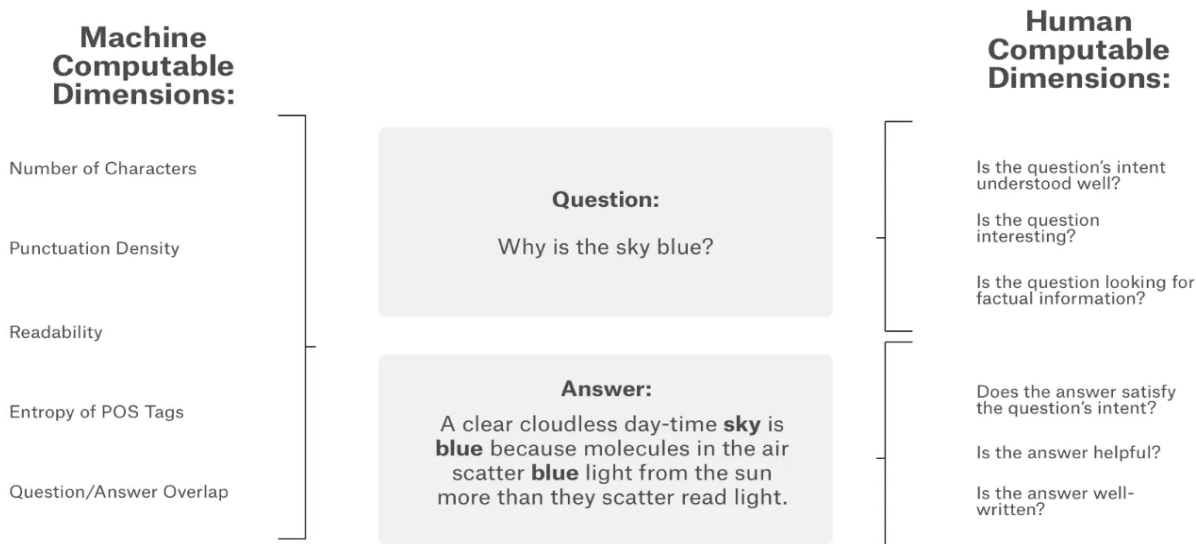 Machine
Computable
Dimensions:
Number of Characters
Punctuation Density
Readability
Entropy of POS Tags
Question/Answer Overlap
Question:
Why is the sky blue?
Answer:
A clear cloudless day-time sky is
blue because molecules in the air
scatter blue light from the sun
more than they scatter read light.
Human
Computable
Dimensions:
Is the question’s intent
understood well?
Is the question
interesting?
Is the question looking for
factual information?
Does the answer satisfy
the question’s intent?
Is the answer helpful?
Is the answer well-
written?